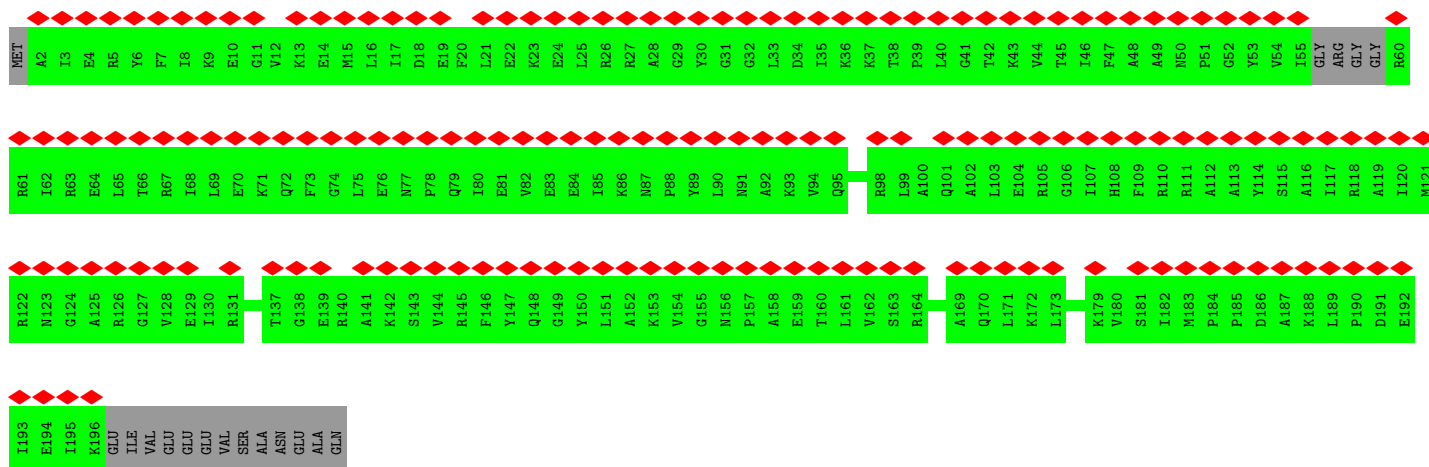 MET A2 I3 E4 R5 Y6 F7 I8 K9 E10 G11 V12 K13 E14 M15 L16 I17 D18 E19 F20 L21 E22 K23 E24 L25 R26 R27 A28 G29 Y30 G31 G32 L33 D34 I35 K36 K37 T38 P39 L40 G41 T42 K43 V44 T45 I46 F47 A48 A49 N50 P51 G52 Y53 V54 I55 GLY ARG GLY GLY R60
R61 I62 R63 E64 L65 T66 R67 I68 L69 E70 K71 Q72 F73 G74 L75 E76 N77 P78 Q79 I80 E81 V82 E83 E84 I85 K86 N87 P88 Y89 L90 N91 A92 K93 V94 Q95 R98 L99 A100 Q101 A102 L103 E104 R105 G106 I107 H108 F109 R110 R111 A112 A113 Y114 S115 A116 I117 R118 A119 I120 M121
R122 N123 G124 A125 R126 G127 V128 E129 I130 R131 T137 G138 E139 R140 A141 K142 S143 V144 R145 F146 Y147 Q148 G149 Y150 L151 A152 K153 V154 G155 N156 P157 A158 E159 T160 L161 V162 S163 R164 A169 Q170 L171 K172 L173 K179 V180 S181 I182 M183 P184 P185 D186 A187 K188 L189 P190 D191 E192
I193 E194 I195 K196 GLU ILE VAL GLU GLU GLU VAL SER ALA ASN GLU ALA GLN